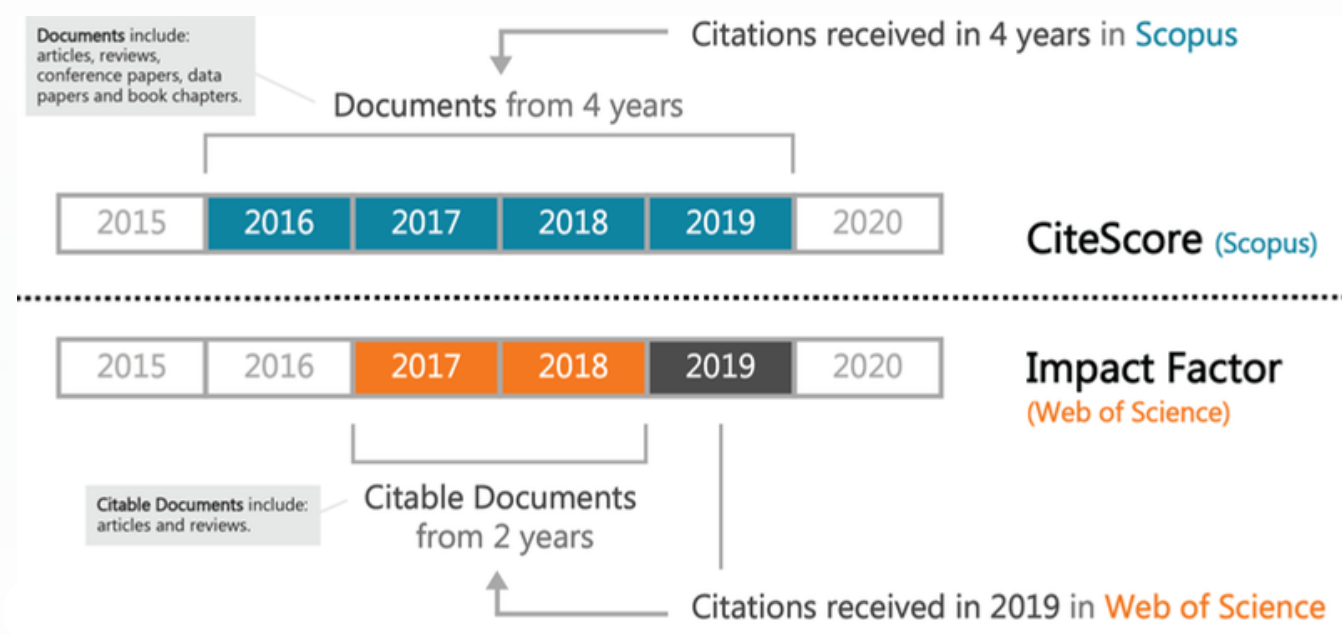 Documents include:
articles, reviews,
conference papers, data
papers and book chapters.
Citations received in 4 years in Scopus
Documents from 4 years
2015 2016 2017 2018 2019 2020
CiteScore (Scopus)
2015 2016 2017 2018 2019 2020
Impact Factor
(Web of Science)
Citable Documents include:
articles and reviews.
Citable Documents
from 2 years
Citations received in 2019 in Web of Science